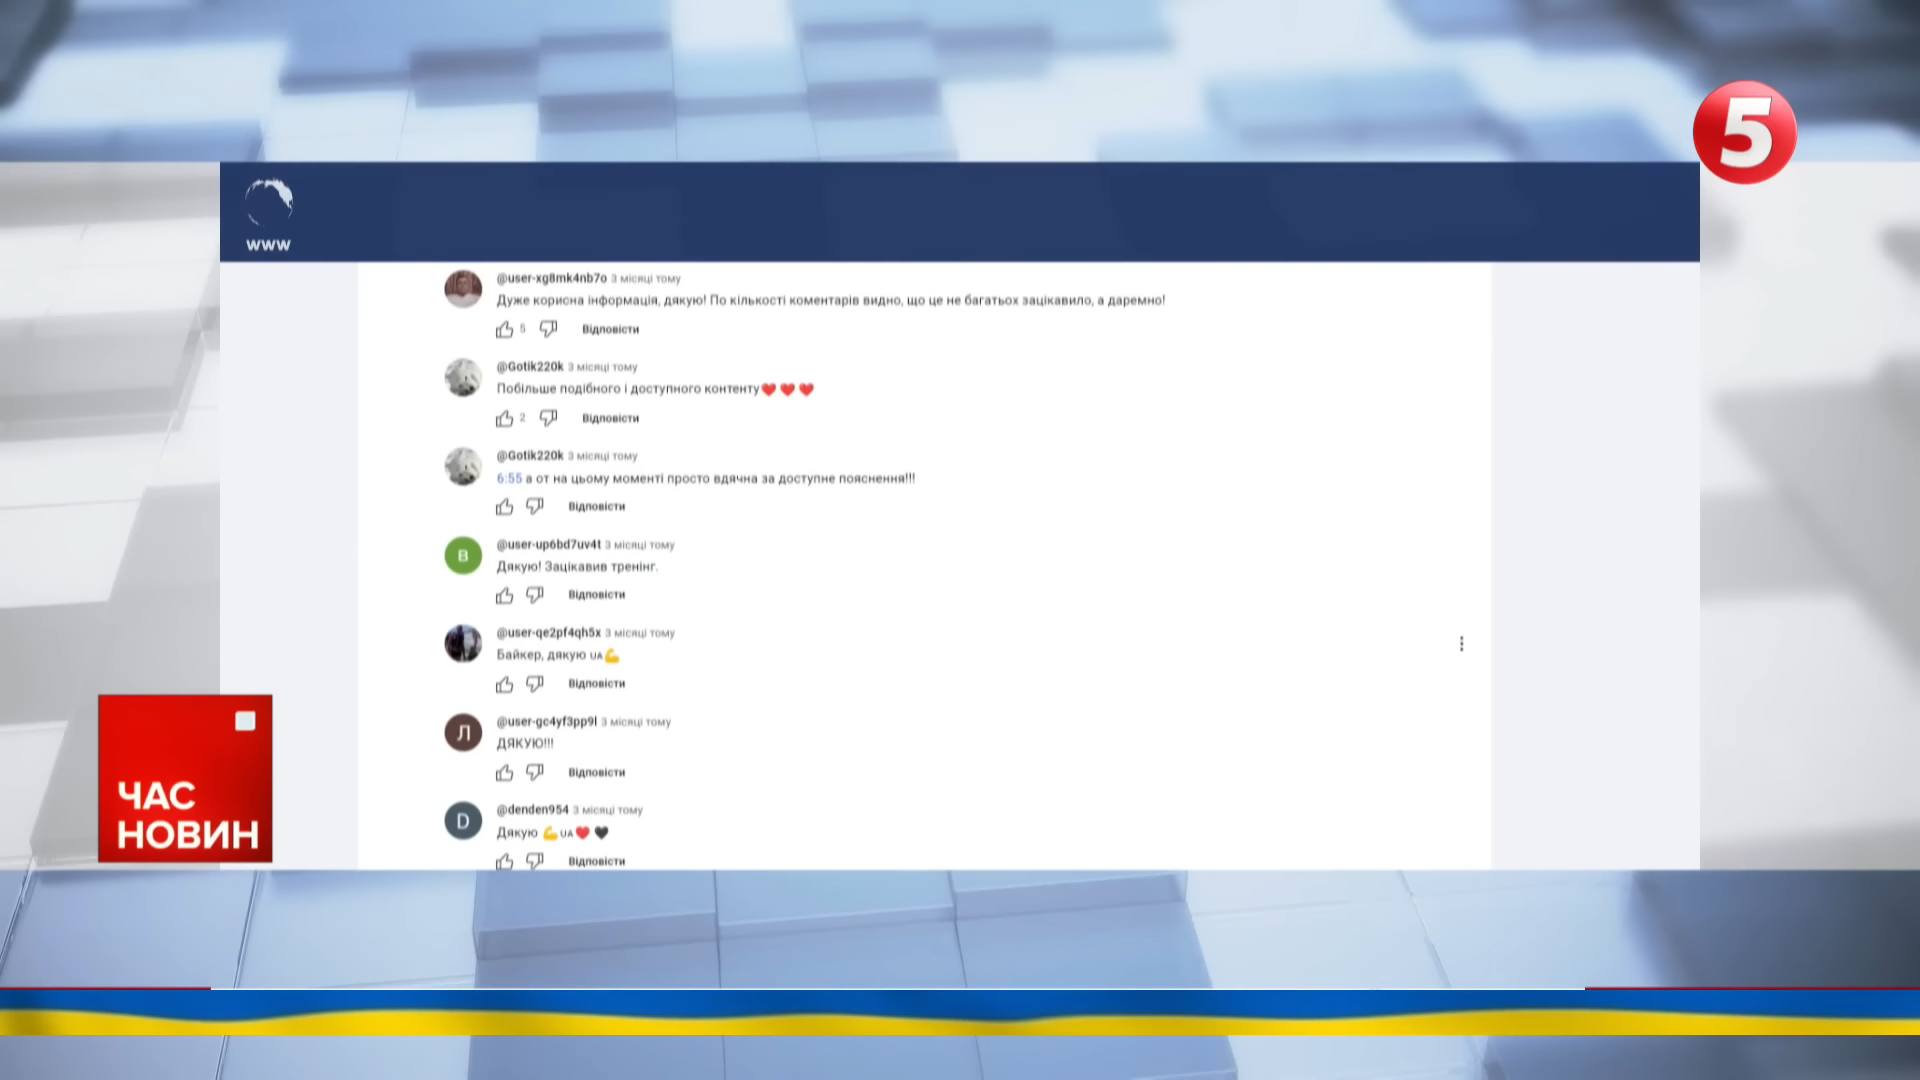 5
www
@user-xg8mk4nb7o 3 місяці тому
Дуже корисна інформація, дякую! По кількості коментарів видно, що це не багатьох зацікавило, а даремно!
5 Відповісти
@Gotik220k 3 місяці тому
Побільше подібного і доступного контенту❤️❤️❤️
2 Відповісти
@Gotik220k 3 місяці тому
6:55 а от на цьому моменті просто вдячна за доступне пояснення!!!
Відповісти
B
@user-up6bd7uv4t 3 місяці тому
Дякую! Зацікавив тренінг.
Відповісти
@user-qe2pf4qh5x 3 місяці тому
Байкер, дякую UA💪
Відповісти
Л
@user-gc4yf3pp9l 3 місяці тому
ДЯКУЮ!!!
Відповісти
D
@denden954 3 місяці тому
Дякую 💪UA❤️🖤
Відповісти
ЧАС
НОВИН